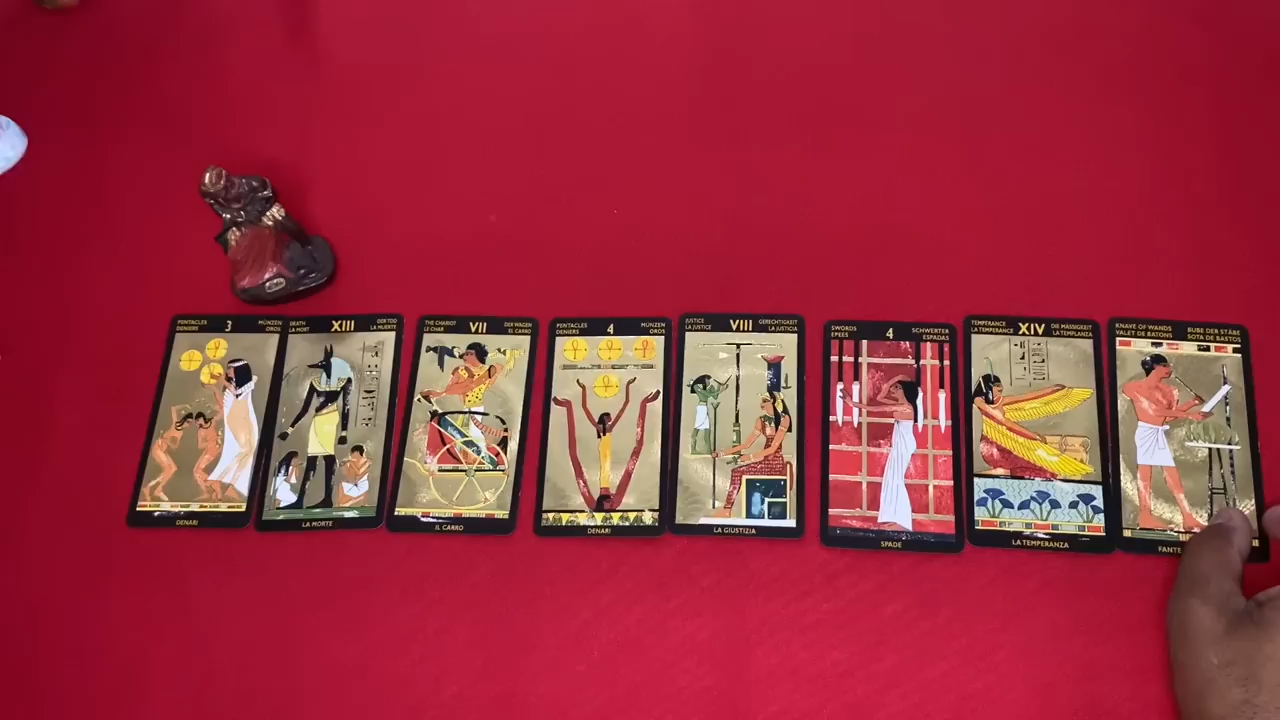 PENTACLES
DENIERS
3
MÜNZEN
OROS
DENARI
DEATH
LA MORT
XIII
DER TOD
LA MUERTE
LA MORTE
THE CHARIOT
LE CHAR
VII
DER WAGEN
EL CARRO
IL CARRO
PENTACLES
DENIERS
4
MÜNZEN
OROS
DENARI
JUSTICE
LA JUSTICE
VIII
GERECHTIGKEIT
LA JUSTICIA
LA GIUSTIZIA
SWORDS
EPEES
4
SCHWERTER
ESPADAS
SPADE
TEMPERANCE
TEMPERANCE
XIV
DIE MÄSSIGKEIT
LA TEMPLANZA
LA TEMPERANZA
KNAVE OF WANDS
VALET DE BATONS
BUBE DER STÄBE
SOTA DE BASTOS
FANTE